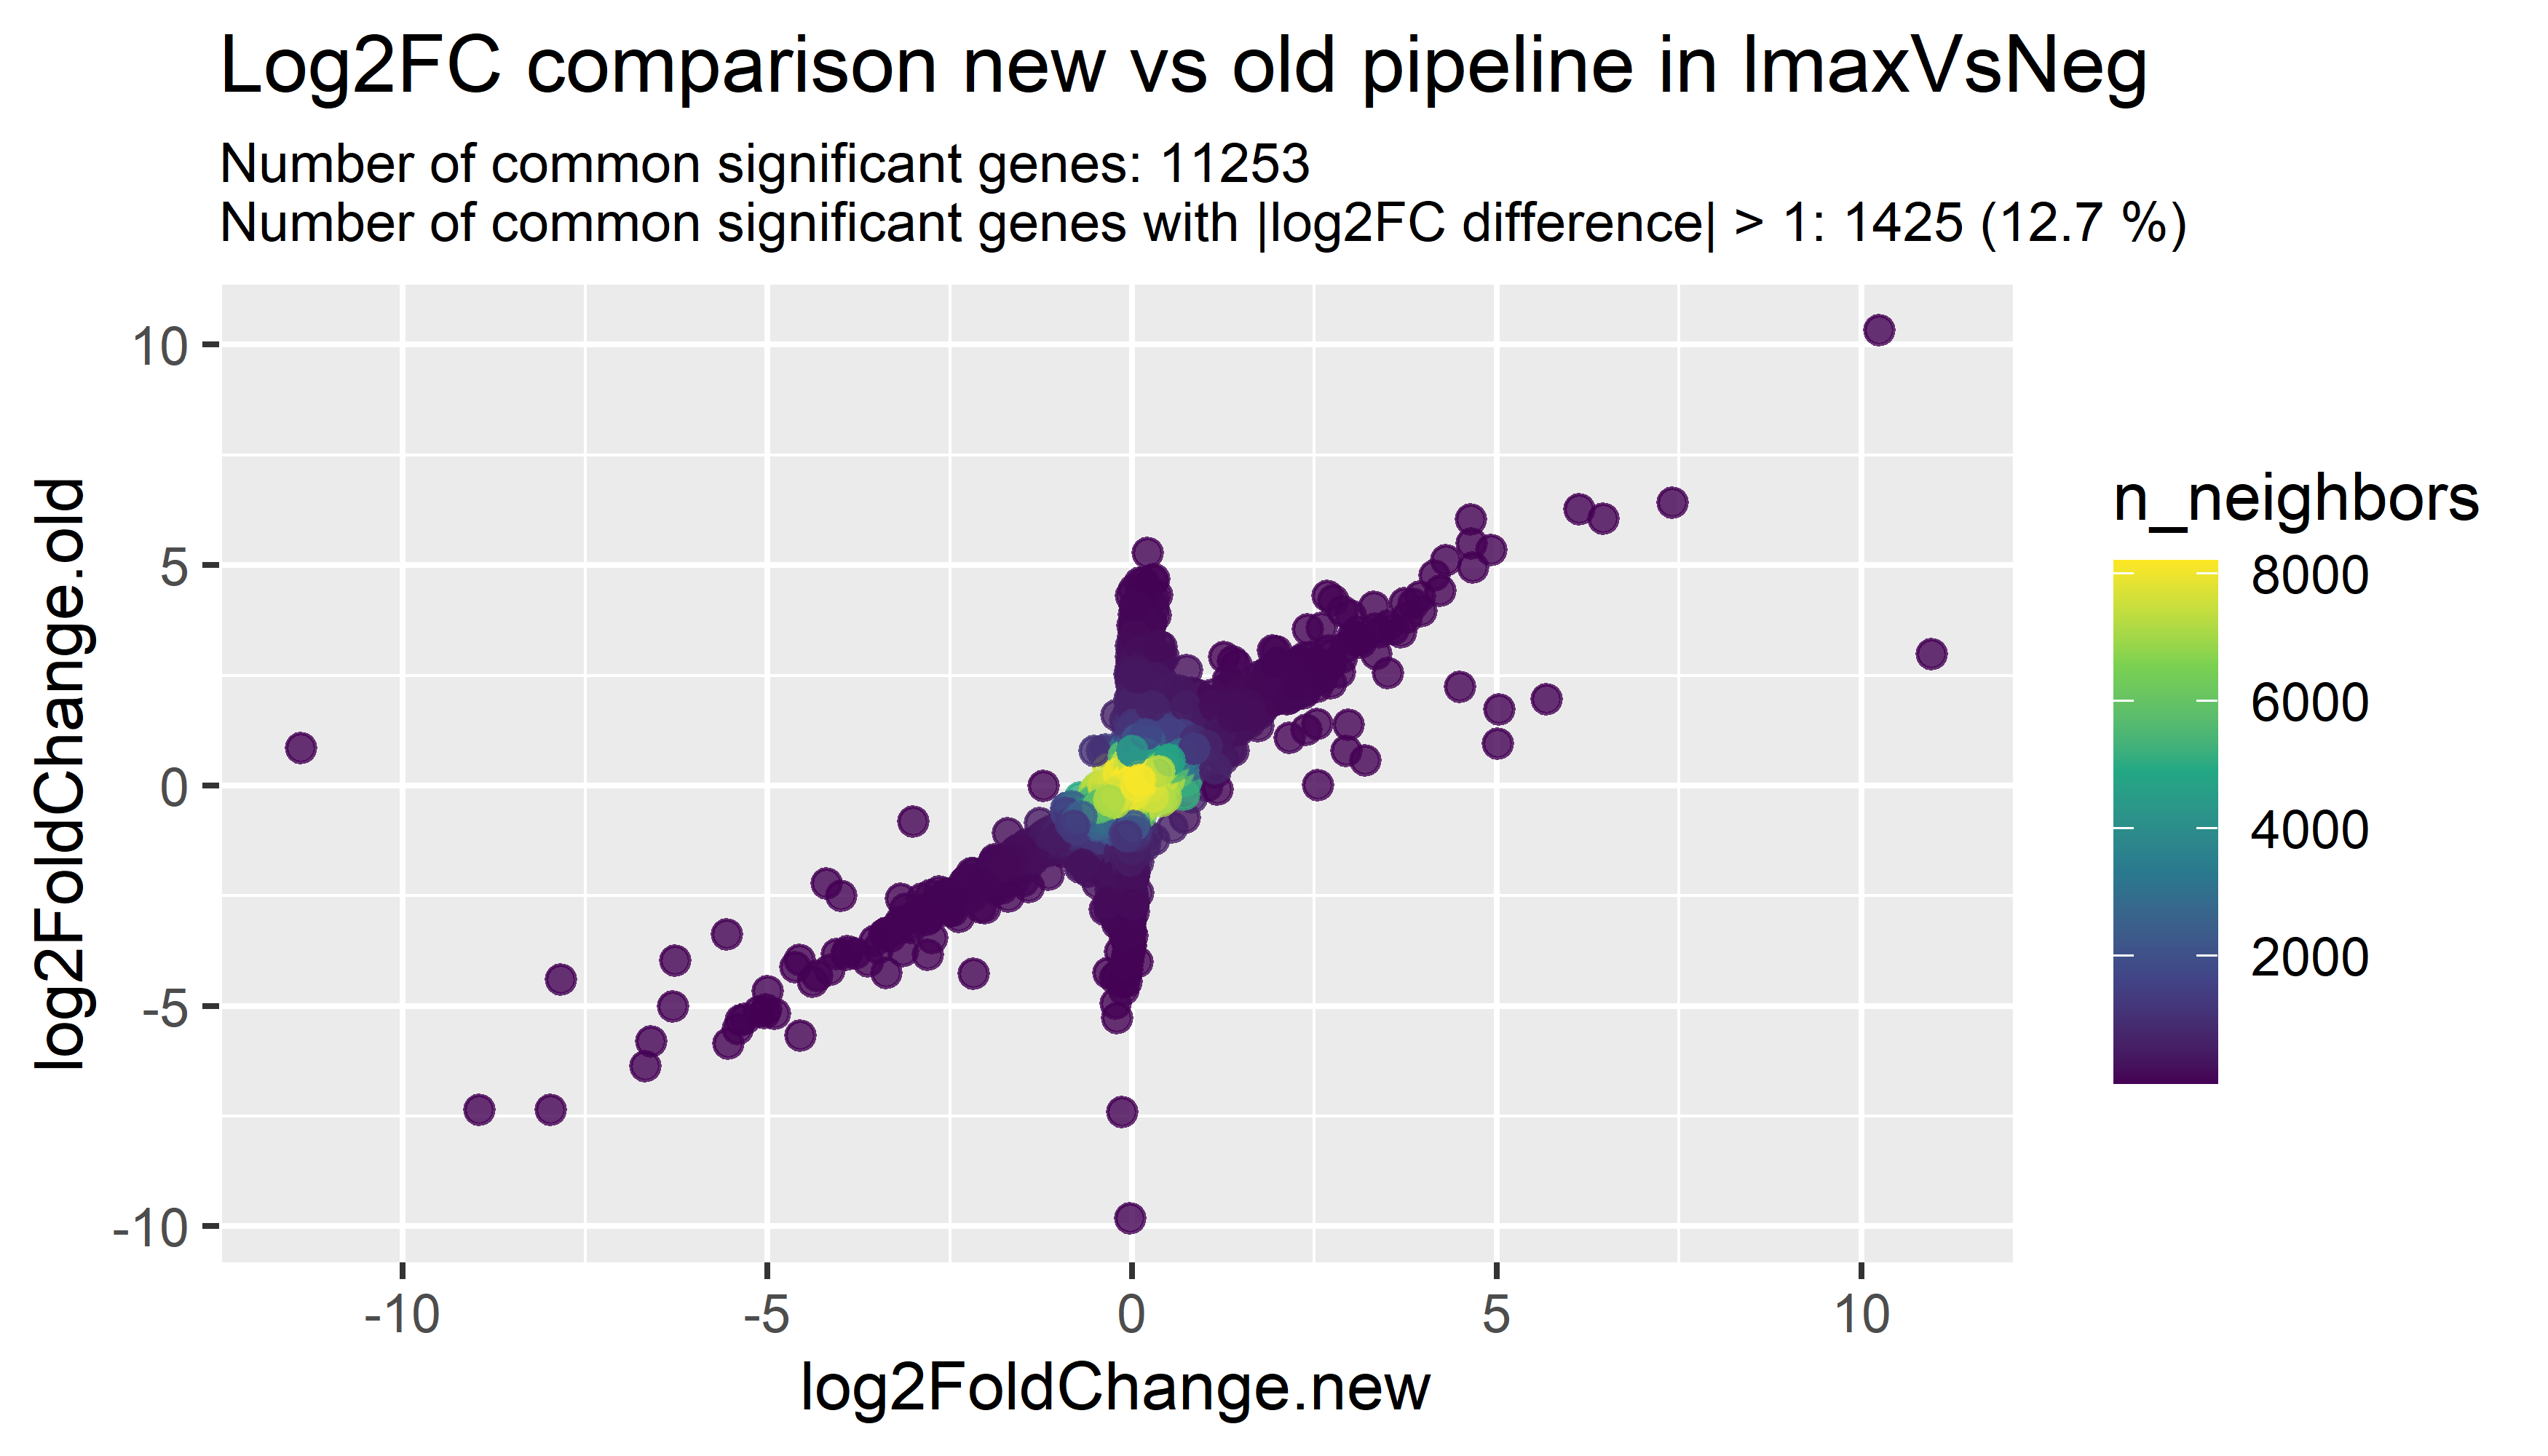 Log2FC comparison new vs old pipeline in ImaxVsNeg
Number of common significant genes: 11253
Number of common significant genes with |log2FC difference| > 1: 1425 (12.7 %)
log2FoldChange.old
10
5
0
-5
-10
-10
-5
0
5
10
log2FoldChange.new
n_neighbors
8000
6000
4000
2000